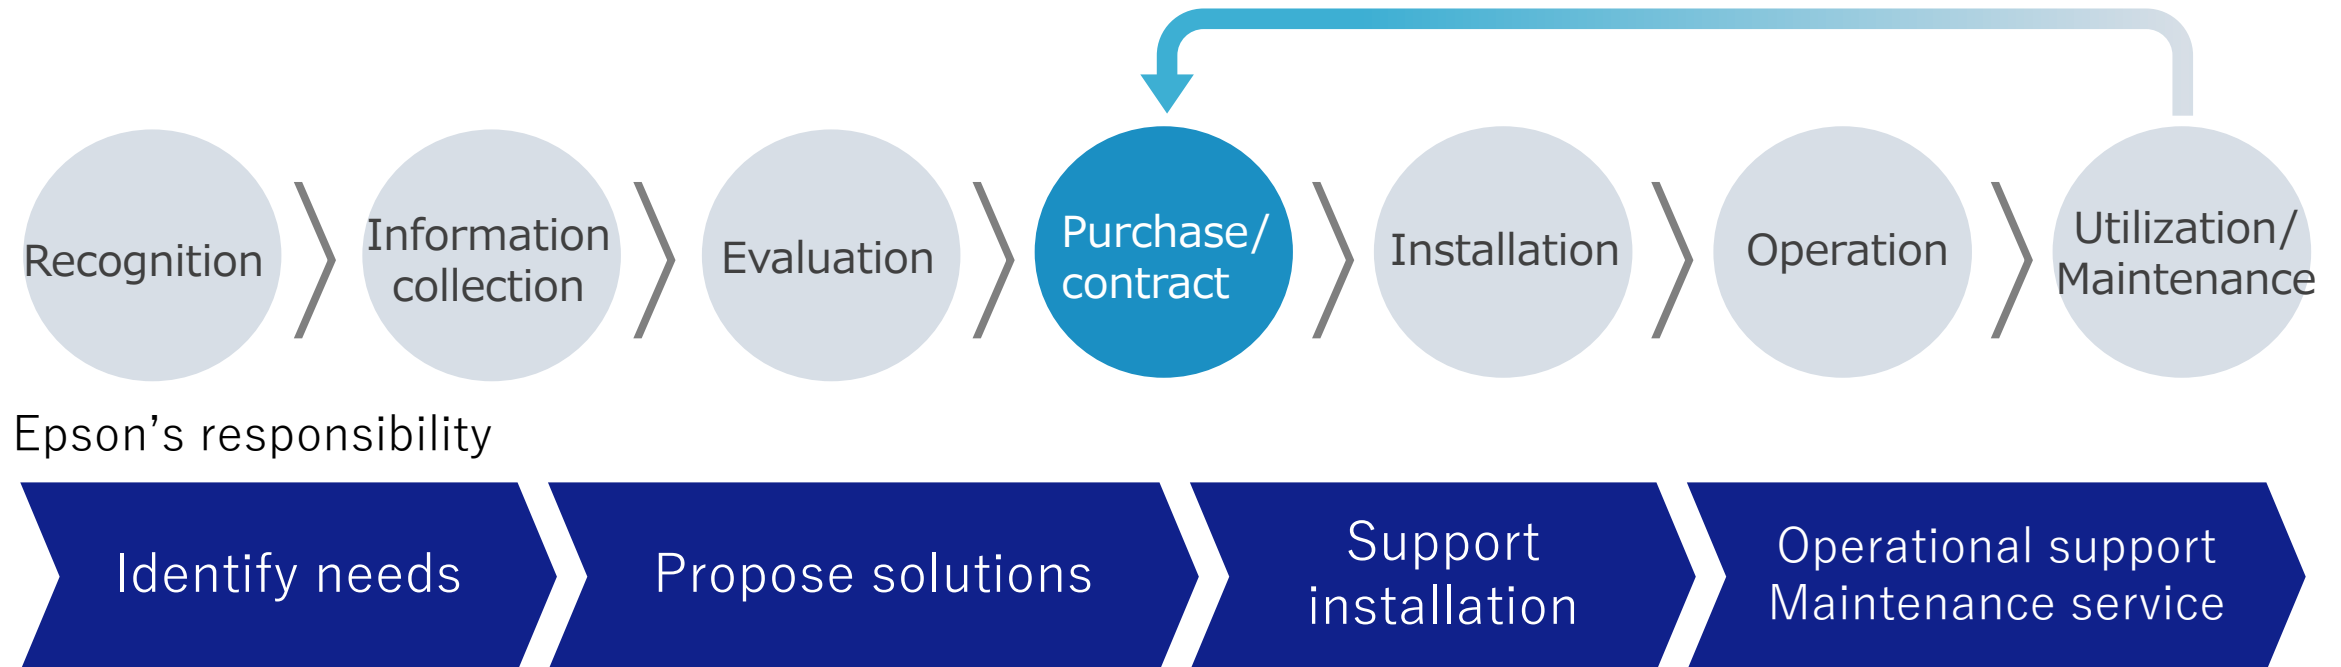 Recognition
Information
collection
Evaluation
Purchase/
contract
Installation
Operation
Utilization/
Maintenance
Epson’s responsibility
Identify needs
Propose solutions
Support
installation
Operational support
Maintenance service